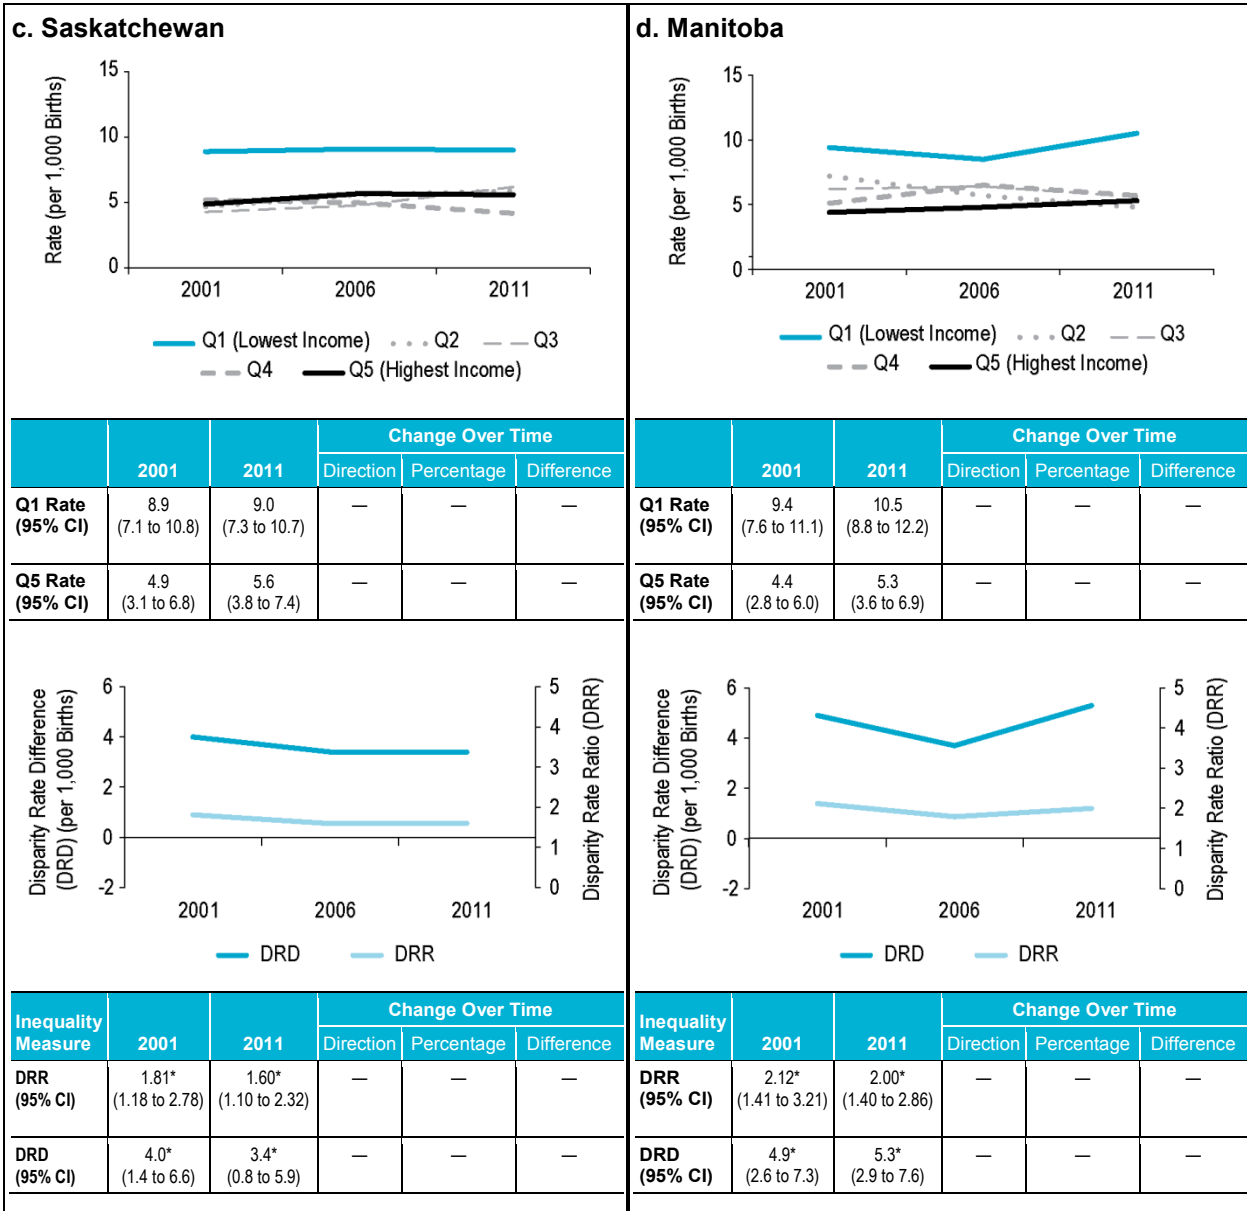 c. Saskatchewan
15
10
5
0
Rate (per 1,000 Births)
2001 2006 2011
Q1 (Lowest Income) Q2 Q3
Q4 Q5 (Highest Income)
Change Over Time
2001 2011 Direction Percentage Difference
Q1 Rate 8.9 9.0 — — —
(95% CI) (7.1 to 10.8) (7.3 to 10.7)
Q5 Rate 4.9 5.6 — — —
(95% CI) (3.1 to 6.8) (3.8 to 7.4)
6
4
2
0
-2
Disparity Rate Difference
(DRD) (per 1,000 Births)
5
4
3
2
1
0
Disparity Rate Ratio (DRR)
2001 2006 2011
DRD DRR
Change Over Time
Inequality
Measure 2001 2011 Direction Percentage Difference
DRR 1.81* 1.60* — — —
(95% CI) (1.18 to 2.78) (1.10 to 2.32)
DRD 4.0* 3.4* — — —
(95% CI) (1.4 to 6.6) (0.8 to 5.9)
d. Manitoba
15
10
5
0
Rate (per 1,000 Births)
2001 2006 2011
Q1 (Lowest Income) Q2 Q3
Q4 Q5 (Highest Income)
Change Over Time
2001 2011 Direction Percentage Difference
Q1 Rate 9.4 10.5 — — —
(95% CI) (7.6 to 11.1) (8.8 to 12.2)
Q5 Rate 4.4 5.3 — — —
(95% CI) (2.8 to 6.0) (3.6 to 6.9)
6
4
2
0
-2
Disparity Rate Difference
(DRD) (per 1,000 Births)
5
4
3
2
1
0
Disparity Rate Ratio (DRR)
2001 2006 2011
DRD DRR
Change Over Time
Inequality
Measure 2001 2011 Direction Percentage Difference
DRR 2.12* 2.00* — — —
(95% CI) (1.41 to 3.21) (1.40 to 2.86)
DRD 4.9* 5.3* — — —
(95% CI) (2.6 to 7.3) (2.9 to 7.6)